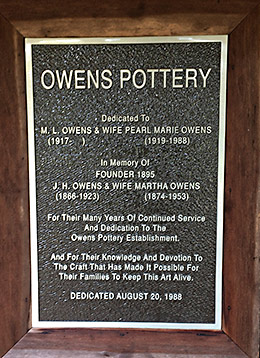 OWENS POTTERY
Dedicated To
M. L. OWENS & WIFE PEARL MARIE OWENS
(1917-    ) (1919-1988)
In Memory Of
FOUNDER 1895
J. H. OWENS & WIFE MARTHA OWENS
(1866-1923) (1874-1953)
For Their Many Years Of Continued Service
And Dedication To The
Owens Pottery Establishment.
And For Their Knowledge And Devotion To
The Craft That Has Made It Possible For
Their Families To Keep This Art Alive.
DEDICATED AUGUST 20, 1988